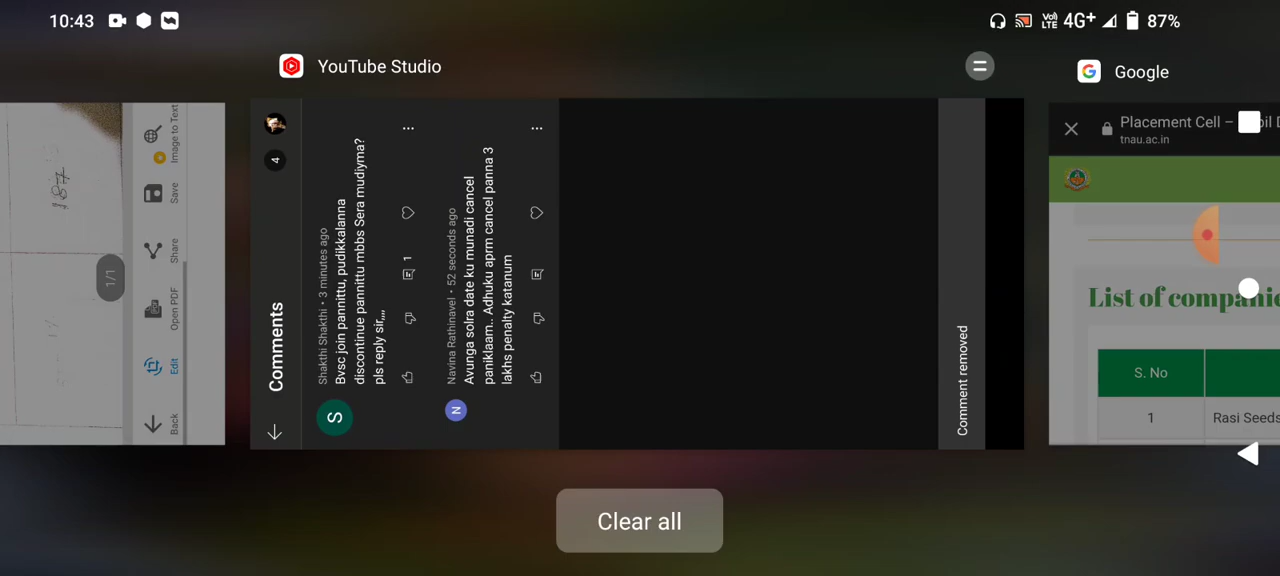 10:43
Vo) LTE 4G+ 87%
YouTube Studio
Google
Image to Text
Save
Share
Open PDF
Edit
Back
1/1
187
Comments
4
S
Shakthi Shakthi • 3 minutes ago
Bvsc join pannittu, pudikkalanna
discontinue pannittu mbbs Sera mudiyma?
pls reply sir,,,,
1
N
Navina Rathinavel • 52 seconds ago
Avunga solra date ku munadi cancel
paniklaam.. Adhuku aprm cancel panna 3
lakhs penalty katanum
Comment removed
Placement Cell –
tnau.ac.in
List of compani
S. No
1 Rasi Seeds
Clear all